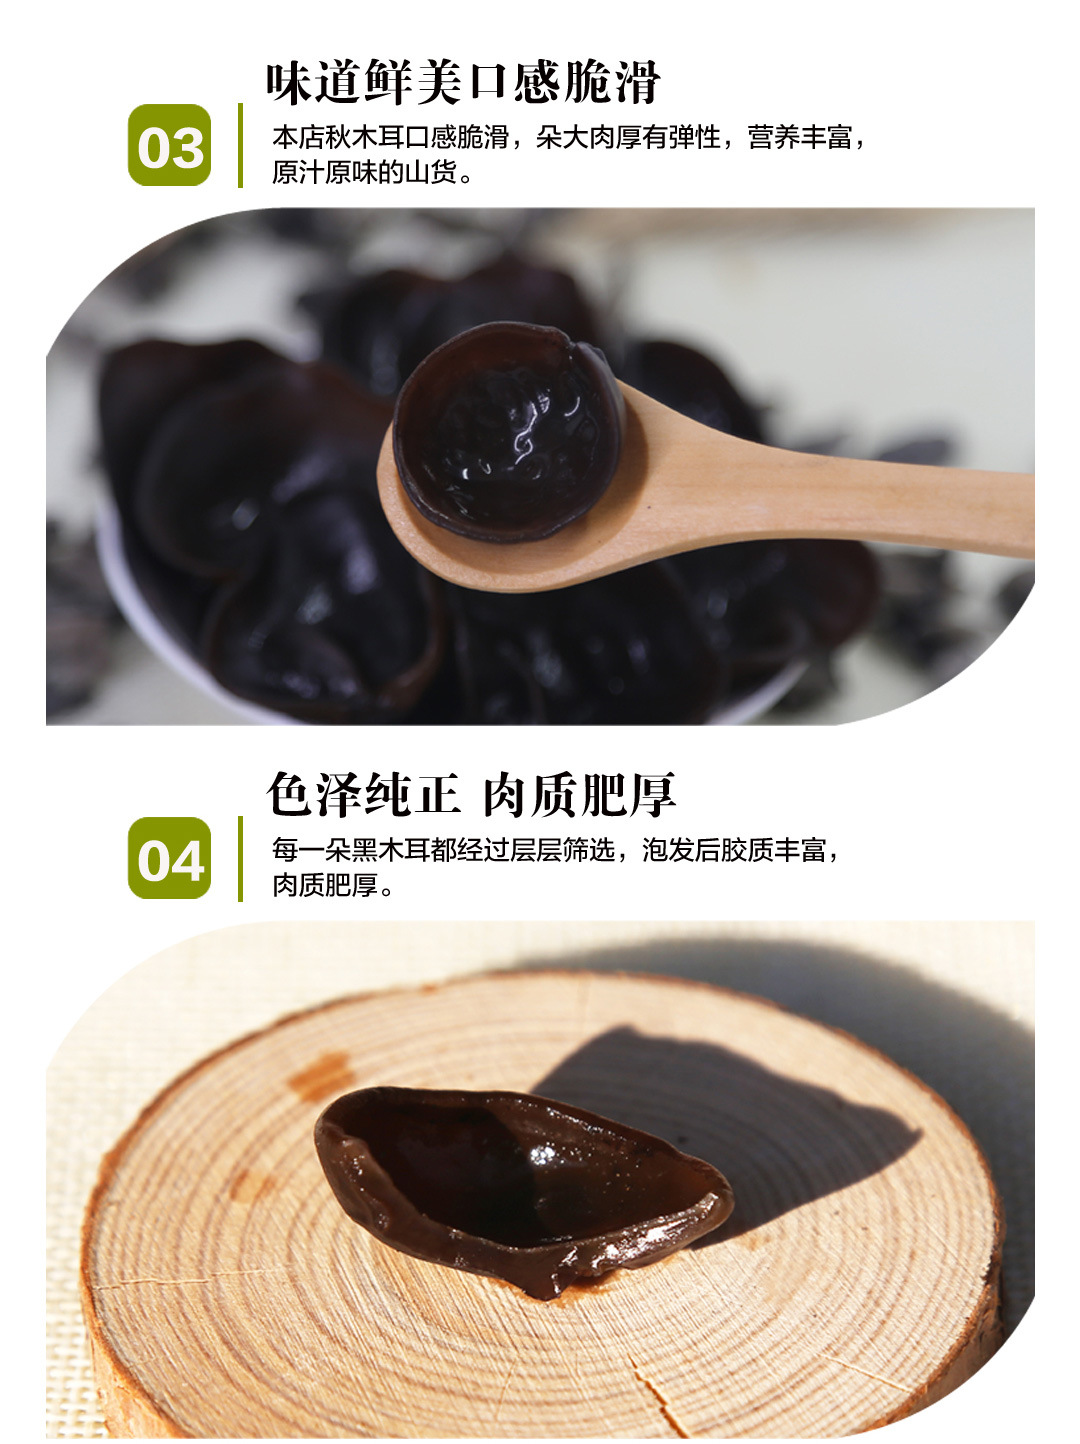 味道鲜美口感脆滑
03
本店秋木耳口感脆滑，朵大肉厚有弹性，营养丰富，
原汁原味的山货。
色泽纯正 肉质肥厚
04
每一朵黑木耳都经过层层筛选，泡发后胶质丰富，
肉质肥厚。